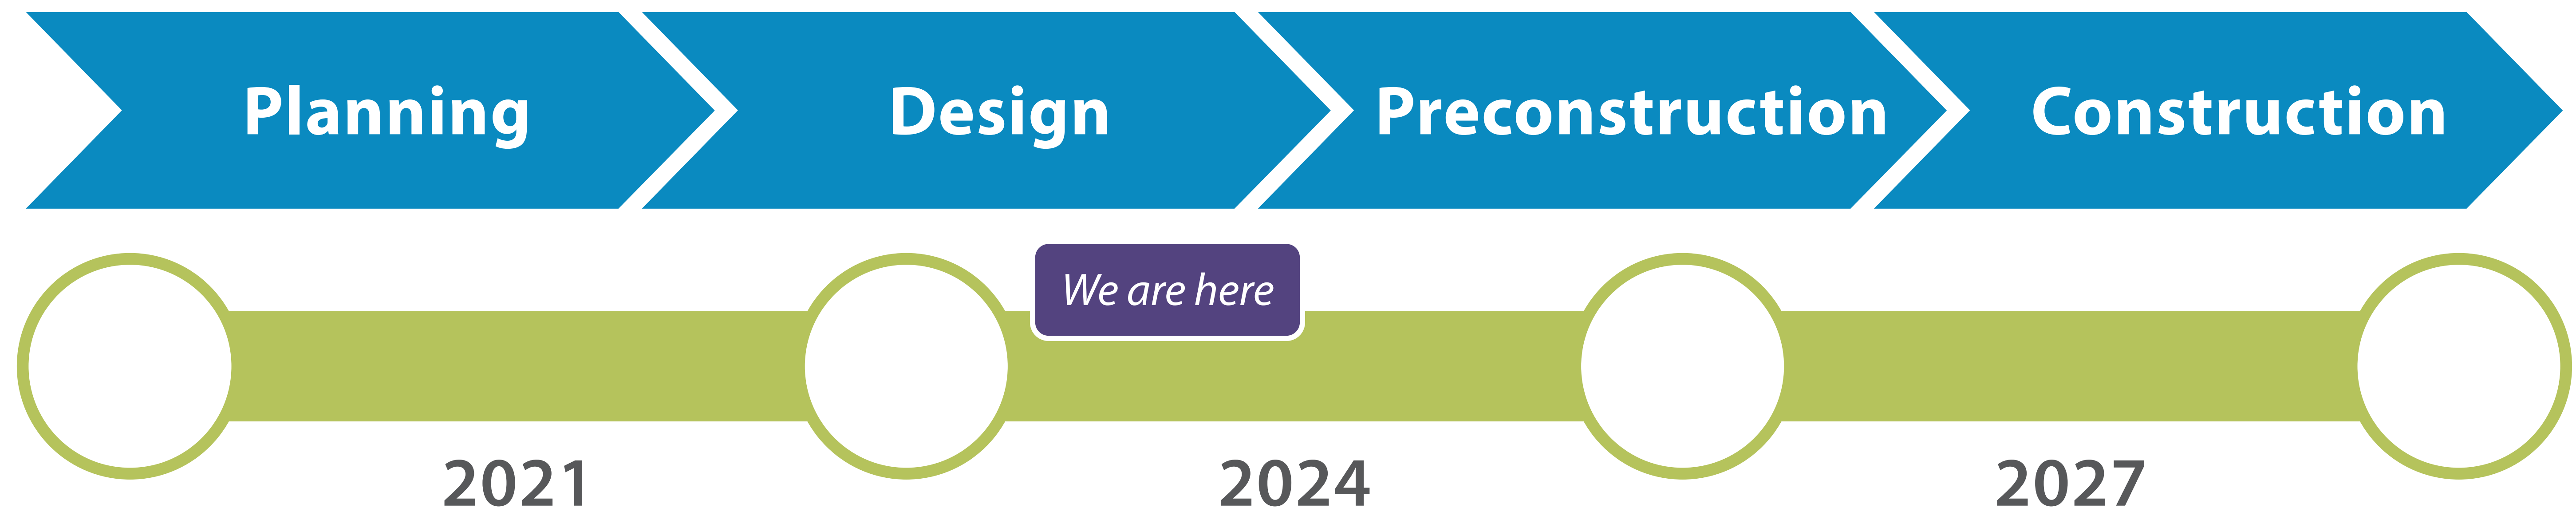 Planning Design Preconstruction Construction
We are here
2021 2024 2027